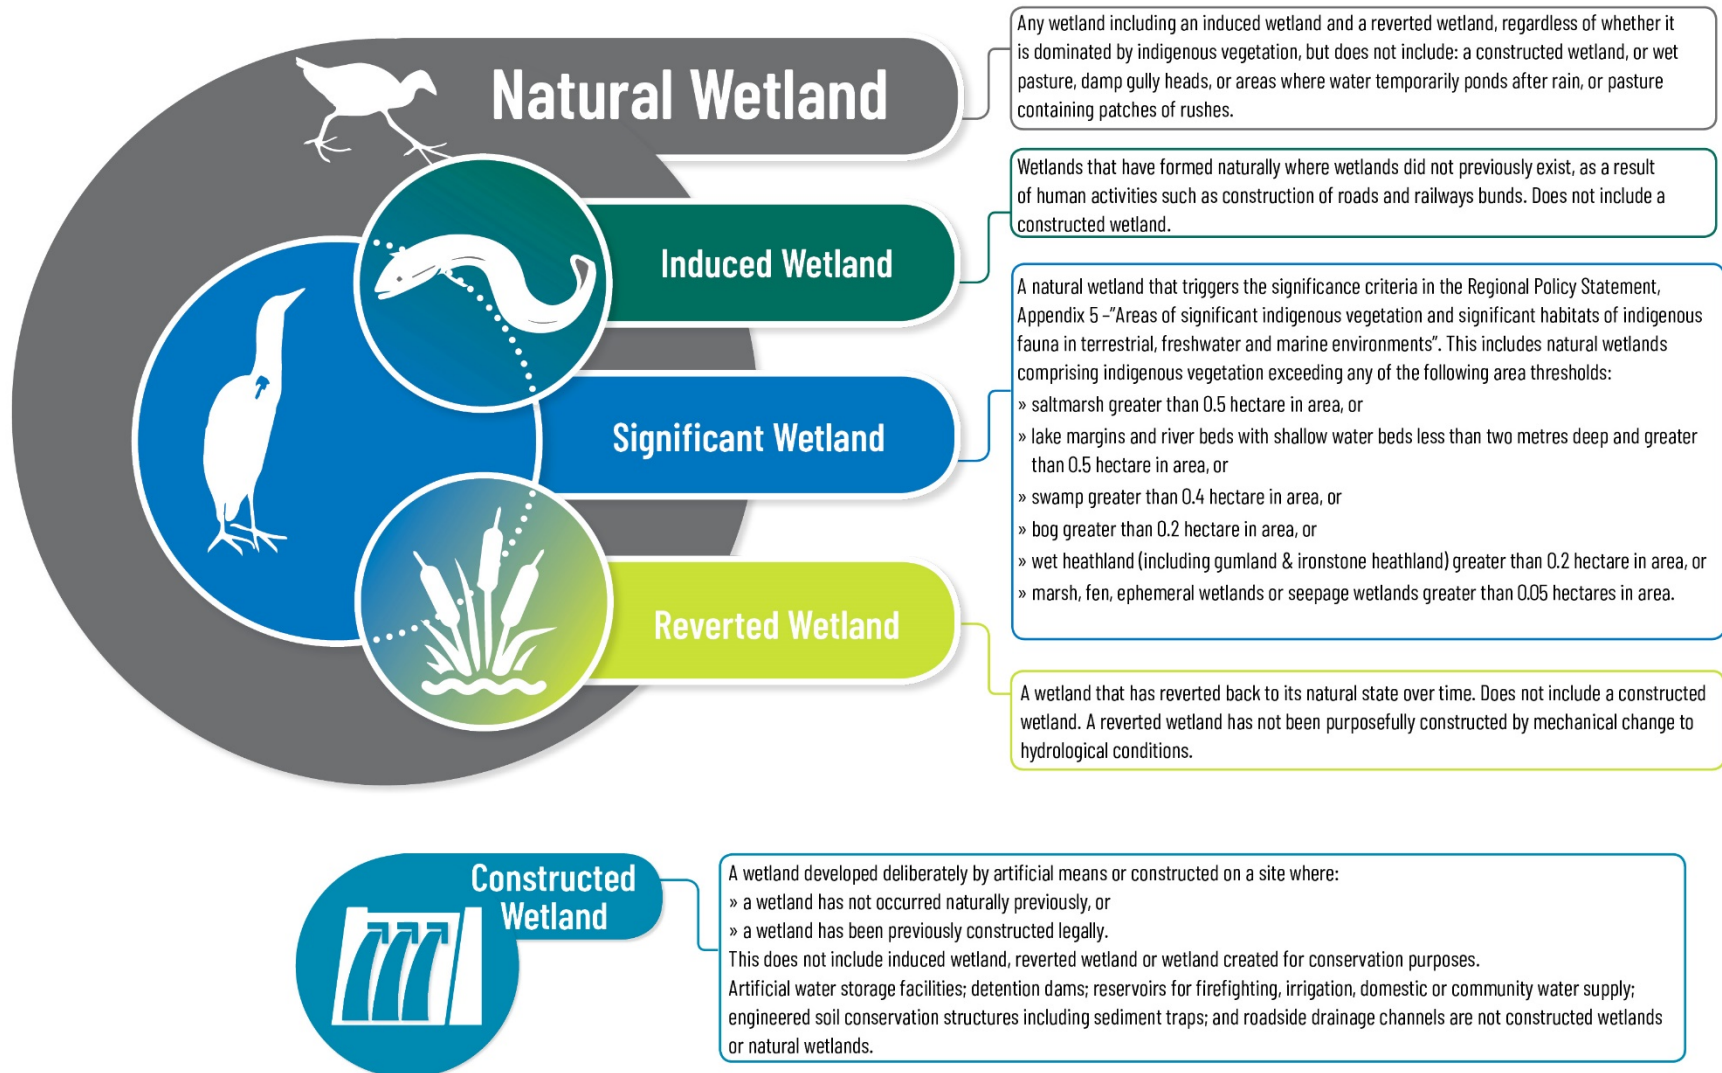 Natural Wetland
Any wetland including an induced wetland and a reverted wetland, regardless of whether it
is dominated by indigenous vegetation, but does not include: a constructed wetland, or wet
pasture, damp gully heads, or areas where water temporarily ponds after rain, or pasture
containing patches of rushes.
Induced Wetland
Wetlands that have formed naturally where wetlands did not previously exist, as a result
of human activities such as construction of roads and railways bunds. Does not include a
constructed wetland.
Significant Wetland
A natural wetland that triggers the significance criteria in the Regional Policy Statement,
Appendix 5 –"Areas of significant indigenous vegetation and significant habitats of indigenous
fauna in terrestrial, freshwater and marine environments". This includes natural wetlands
comprising indigenous vegetation exceeding any of the following area thresholds:
» saltmarsh greater than 0.5 hectare in area, or
» lake margins and river beds with shallow water beds less than two metres deep and greater
than 0.5 hectare in area, or
» swamp greater than 0.4 hectare in area, or
» bog greater than 0.2 hectare in area, or
» wet heathland (including gumland & ironstone heathland) greater than 0.2 hectare in area, or
» marsh, fen, ephemeral wetlands or seepage wetlands greater than 0.05 hectares in area.
Reverted Wetland
A wetland that has reverted back to its natural state over time. Does not include a constructed
wetland. A reverted wetland has not been purposefully constructed by mechanical change to
hydrological conditions.
Constructed
Wetland
A wetland developed deliberately by artificial means or constructed on a site where:
» a wetland has not occurred naturally previously, or
» a wetland has been previously constructed legally.
This does not include induced wetland, reverted wetland or wetland created for conservation purposes.
Artificial water storage facilities; detention dams; reservoirs for firefighting, irrigation, domestic or community water supply;
engineered soil conservation structures including sediment traps; and roadside drainage channels are not constructed wetlands
or natural wetlands.